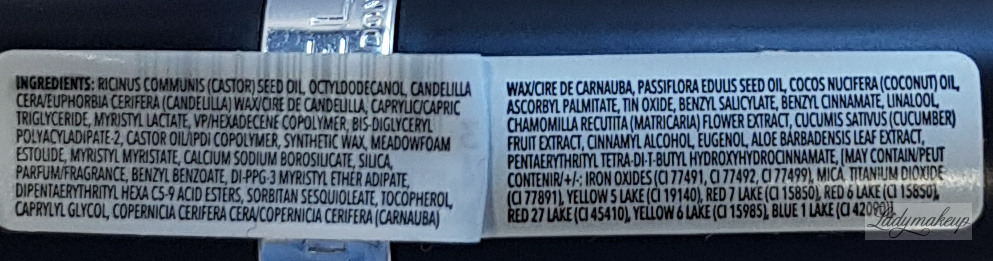 INGREDIENTS: RICINUS COMMUNIS (CASTOR) SEED OIL, OCTYLDODECANOL, CANDELILLA
CERA/EUPHORBIA CERIFERA (CANDELILLA) WAX/CIRE DE CANDELILLA, CAPRYLIC/CAPRIC
TRIGLYCERIDE, MYRISTYL LACTATE, VP/HEXADECENE COPOLYMER, BIS-DIGLYCERYL
POLYACYLADIPATE-2, CASTOR OIL/IPDI COPOLYMER, SYNTHETIC WAX, MEADOWFOAM
ESTOLIDE, MYRISTYL MYRISTATE, CALCIUM SODIUM BOROSILICATE, SILICA,
PARFUM/FRAGRANCE, BENZYL BENZOATE, DI-PPG-3 MYRISTYL ETHER ADIPATE,
DIPENTAERYTHRITYL HEXA C5-9 ACID ESTERS, SORBITAN SESQUIOLEATE, TOCOPHEROL,
CAPRYLYL GLYCOL, COPERNICIA CERIFERA CERA/COPERNICIA CERIFERA (CARNAUBA)
WAX/CIRE DE CARNAUBA, PASSIFLORA EDULIS SEED OIL, COCOS NUCIFERA (COCONUT) OIL,
ASCORBYL PALMITATE, TIN OXIDE, BENZYL SALICYLATE, BENZYL CINNAMATE, LINALOOL,
CHAMOMILLA RECUTITA (MATRICARIA) FLOWER EXTRACT, CUCUMIS SATIVUS (CUCUMBER)
FRUIT EXTRACT, CINNAMYL ALCOHOL, EUGENOL, ALOE BARBADENSIS LEAF EXTRACT,
PENTAERYTHRITYL TETRA-DI-T-BUTYL HYDROXYHYDROCINNAMATE, [MAY CONTAIN/PEUT
CONTENIR/+/-: IRON OXIDES (CI 77491, CI 77492, CI 77499), MICA, TITANIUM DIOXIDE
(CI 77891), YELLOW 5 LAKE (CI 19140), RED 7 LAKE (CI 15850), RED 6 LAKE (CI 15850),
RED 27 LAKE (CI 45410), YELLOW 6 LAKE (CI 15985), BLUE 1 LAKE (CI 42090)]
Ladymakeup